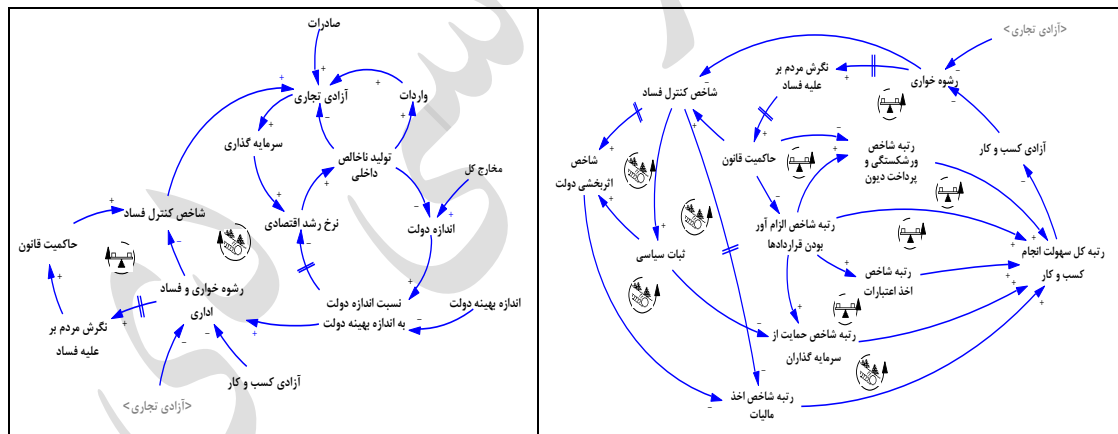 <آزادی تجاری>
نگرش مردم بر
علیه فساد
رشوه خواری
شاخص کنترل فساد
شاخص
اثربخشی دولت
حاکمیت قانون
رتبه شاخص
ورشکستگی و
پرداخت دیون
آزادی کسب و کار
ثبات سیاسی
رتبه شاخص الزام آور
بودن قراردادها
رتبه کل سهولت انجام
کسب و کار
رتبه شاخص
اخذ اعتبارات
رتبه شاخص حمایت از
سرمایه گذاران
رتبه شاخص اخذ
مالیات
صادرات
آزادی تجاری
واردات
سرمایه گذاری
تولید ناخالص
داخلی
مخارج کل
شاخص کنترل فساد
نرخ رشد اقتصادی
اندازه دولت
حاکمیت قانون
رشوه خواری و فساد
اداری
نسبت اندازه دولت
به اندازه بهینه دولت
اندازه بهینه دولت
نگرش مردم بر
علیه فساد
آزادی کسب و کار
<آزادی تجاری>